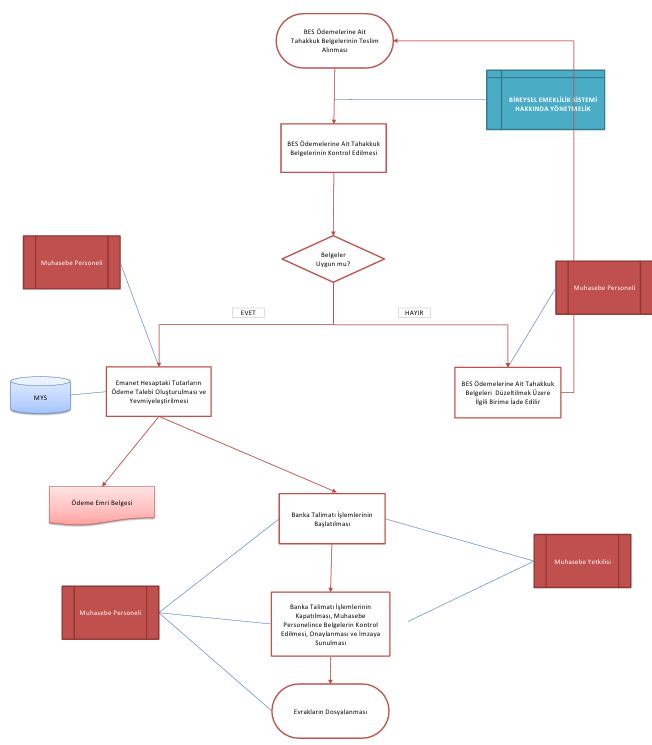 BES Ödemelerine Ait
Tahakkuk Belgelerinin Teslim
Alınması
BİREYSEL EMEKLİLİK SİSTEMİ
HAKKINDA YÖNETMELİK
BES Ödemelerine Ait Tahakkuk
Belgelerinin Kontrol Edilmesi
Belgeler
Uygun mu?
Muhasebe Personeli
Muhasebe Personeli
EVET
HAYIR
Emanet Hesaptaki Tutarların
Ödeme Talebi Oluşturulması ve
Yevmiyeleştirilmesi
MYS
BES Ödemelerine Ait Tahakkuk
Belgeleri Düzeltilmek Üzere
İlgili Birime İade Edilir
Ödeme Emri Belgesi
Banka Talimatı İşlemlerinin
Başlatılması
Muhasebe Yetkilisi
Muhasebe Personeli
Banka Talimatı İşlemlerinin
Kapatılması, Muhasebe
Personelince Belgelerin Kontrol
Edilmesi, Onaylanması ve İmzaya
Sunulması
Evrakların Dosyalanması